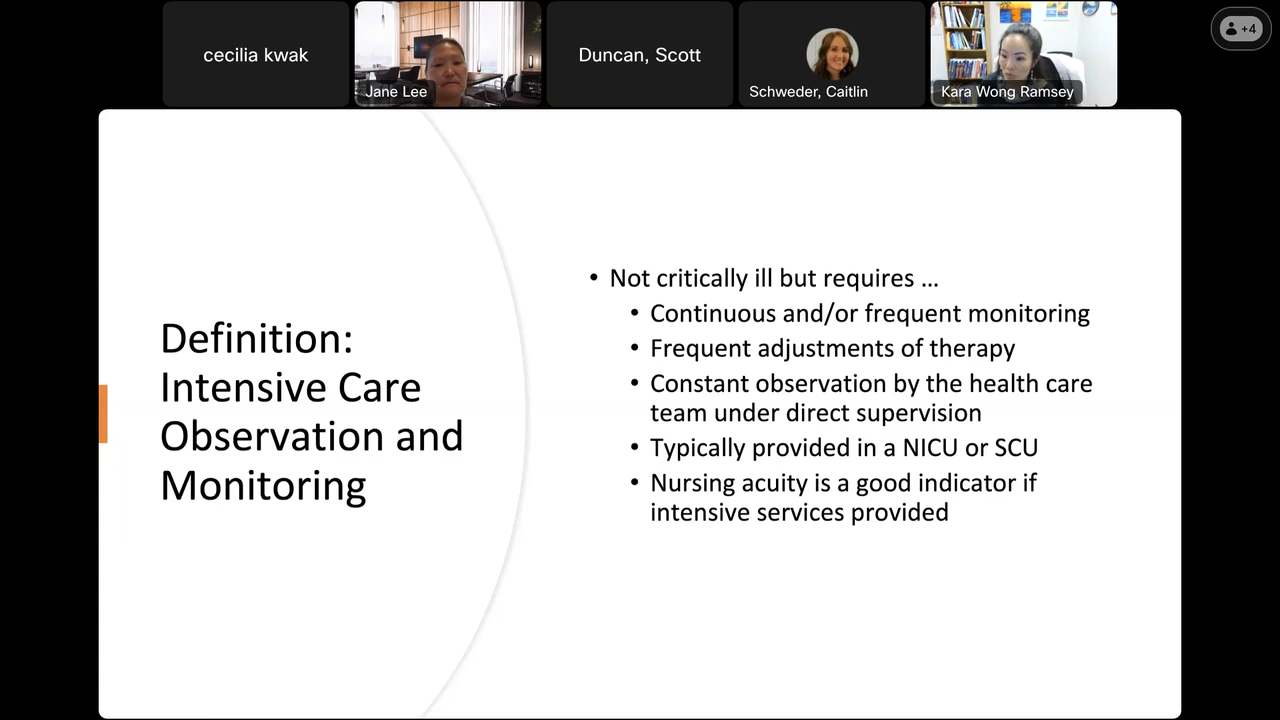 cecilia kwak
Jane Lee
Duncan, Scott
Schweder, Caitlin
Kara Wong Ramsey
+4
Definition:
Intensive Care
Observation and
Monitoring
• Not critically ill but requires …
• Continuous and/or frequent monitoring
• Frequent adjustments of therapy
• Constant observation by the health care
team under direct supervision
• Typically provided in a NICU or SCU
• Nursing acuity is a good indicator if
intensive services provided